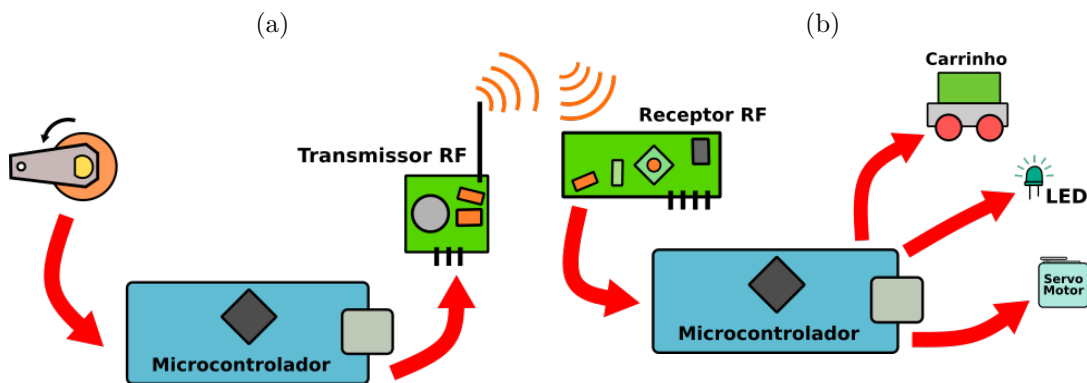 (a)
(b)
Carrinho
Receptor RF
Transmissor RF
LED
Servo
Motor
Microcontrolador
Microcontrolador